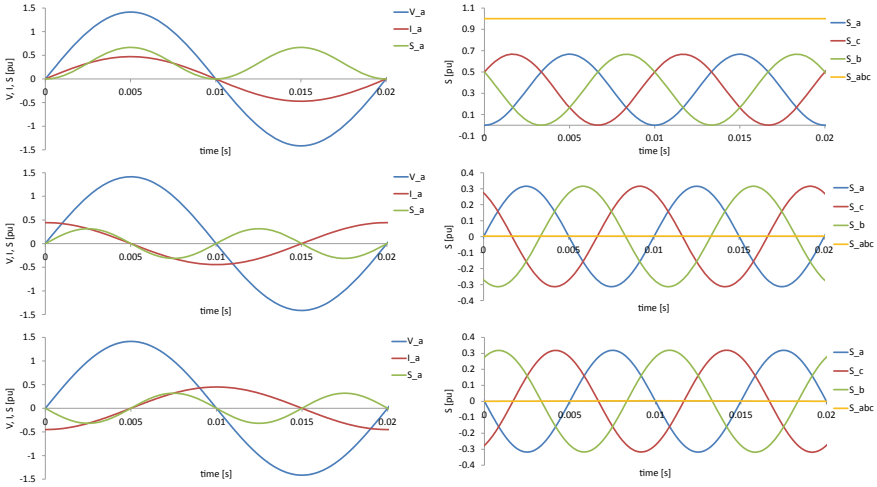 1.5
1
0.5
0
-0.5
-1
-1.5
V, I, S [pu]
0
0.005
0.01
0.015
0.02
time [s]
V_a
I_a
S_a
1.1
0.9
0.7
0.5
0.3
0.1
-0.1
S [pu]
0
0.005
0.01
0.015
0.02
time [s]
S_a
S_c
S_b
S_abc
1.5
1
0.5
0
-0.5
-1
-1.5
V, I, S [pu]
0
0.005
0.01
0.015
0.02
time [s]
V_a
I_a
S_a
0.4
0.3
0.2
0.1
0
0.1
0.2
0.3
0.4
S [pu]
0
0.005
0.01
0.015
0.02
time [s]
S_a
S_c
S_b
S_abc
1.5
1
0.5
0
-0.5
-1
-1.5
V, I, S [pu]
0
0.005
0.01
0.015
0.02
time [s]
V_a
I_a
S_a
0.4
0.3
0.2
0.1
0
-0.1
-0.2
-0.3
-0.4
S [pu]
0
0.005
0.01
0.015
0.02
time [s]
S_a
S_c
S_b
S_abc